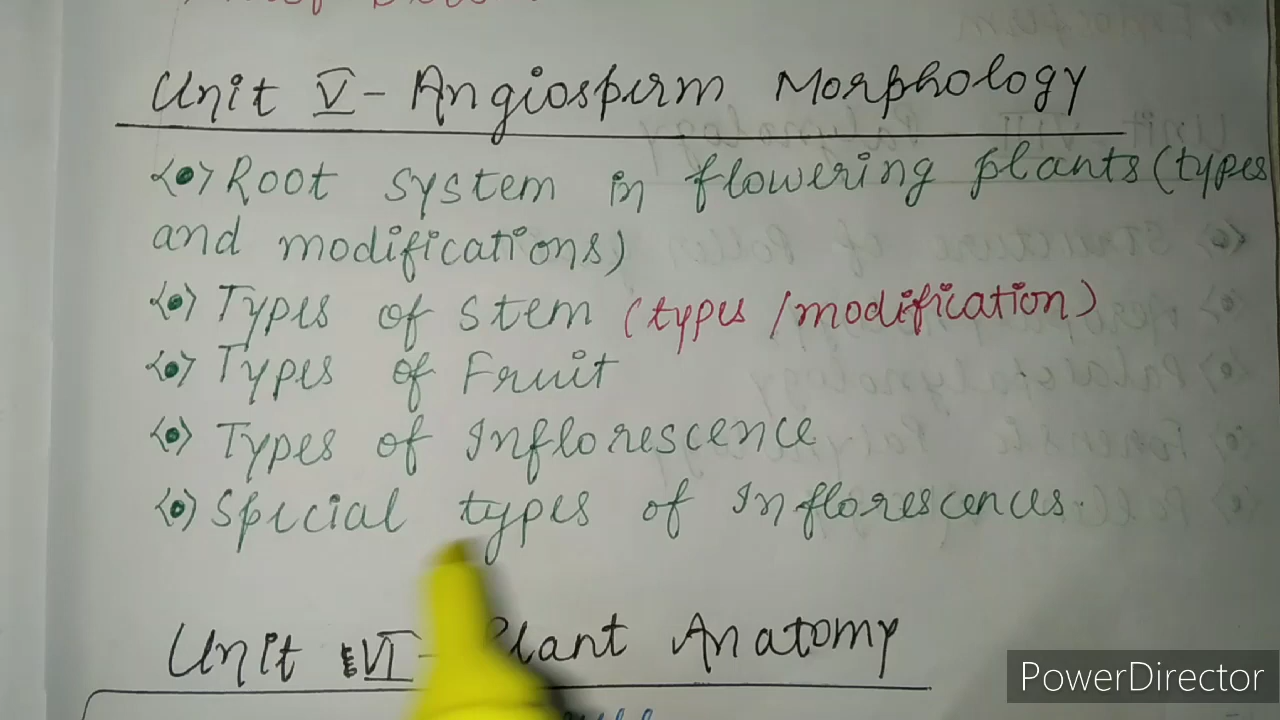 Unit V - Angiosperm Morphology
Root system in flowering plants (types
and modifications)
Types of stem (types / modification)
Types of Fruit
Types of Inflorescence
Special types of Inflorescences.
Unit VI - Plant Anatomy
PowerDirector